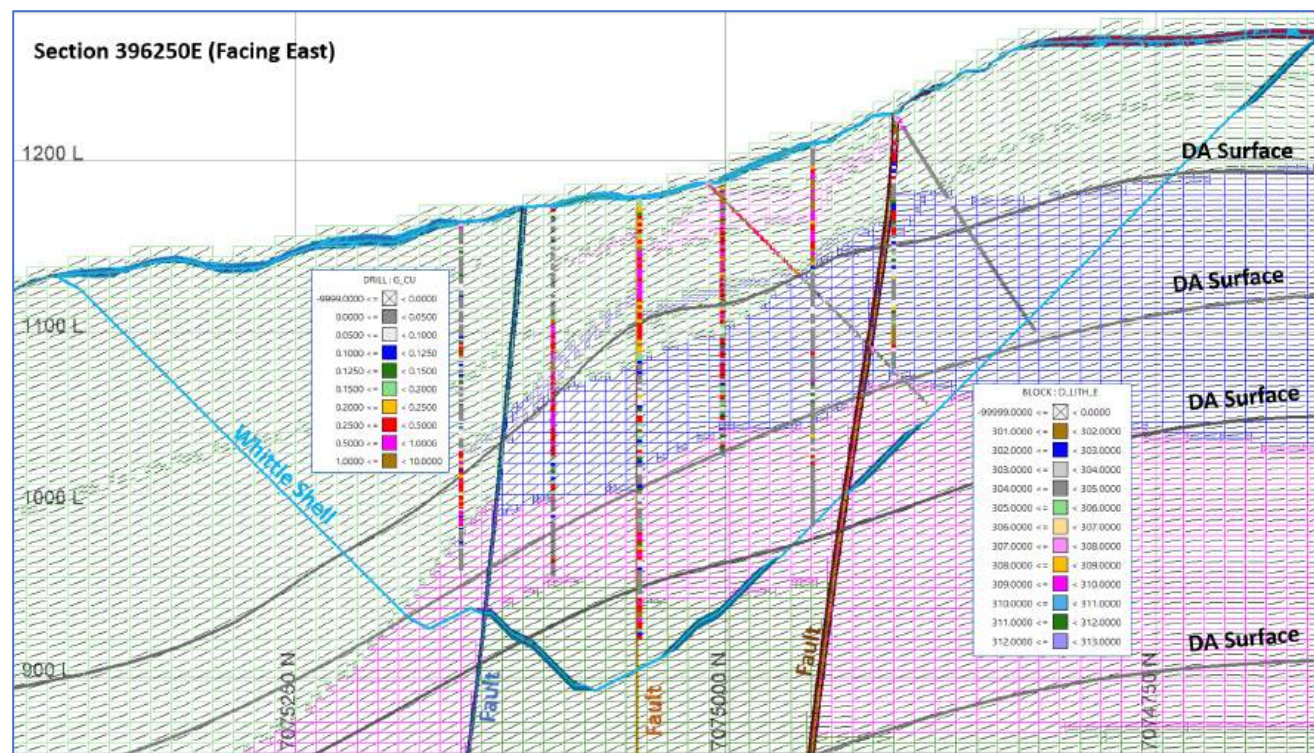 Section 396250E (Facing East)
1200 L
DA Surface
DA Surface
1100 L
DRILL : G_CU
-9999.0000 <= < 0.0000
0.0000 <= < 0.0500
0.0500 <= < 0.1000
0.1000 <= < 0.1250
0.1250 <= < 0.1500
0.1500 <= < 0.2000
0.2000 <= < 0.2500
0.2500 <= < 0.5000
0.5000 <= < 1.0000
1.0000 <= < 10.0000
DA Surface
BLOCK : O_LITH_E
-99999.0000 <= < 0.0000
301.0000 <= < 302.0000
302.0000 <= < 303.0000
303.0000 <= < 304.0000
304.0000 <= < 305.0000
305.0000 <= < 306.0000
306.0000 <= < 307.0000
307.0000 <= < 308.0000
308.0000 <= < 309.0000
309.0000 <= < 310.0000
310.0000 <= < 311.0000
311.0000 <= < 312.0000
312.0000 <= < 313.0000
Whittle Shell
1000 L
DA Surface
900 L
7075250 N
Fault
Fault
7075000 N
Fault
7074750 N